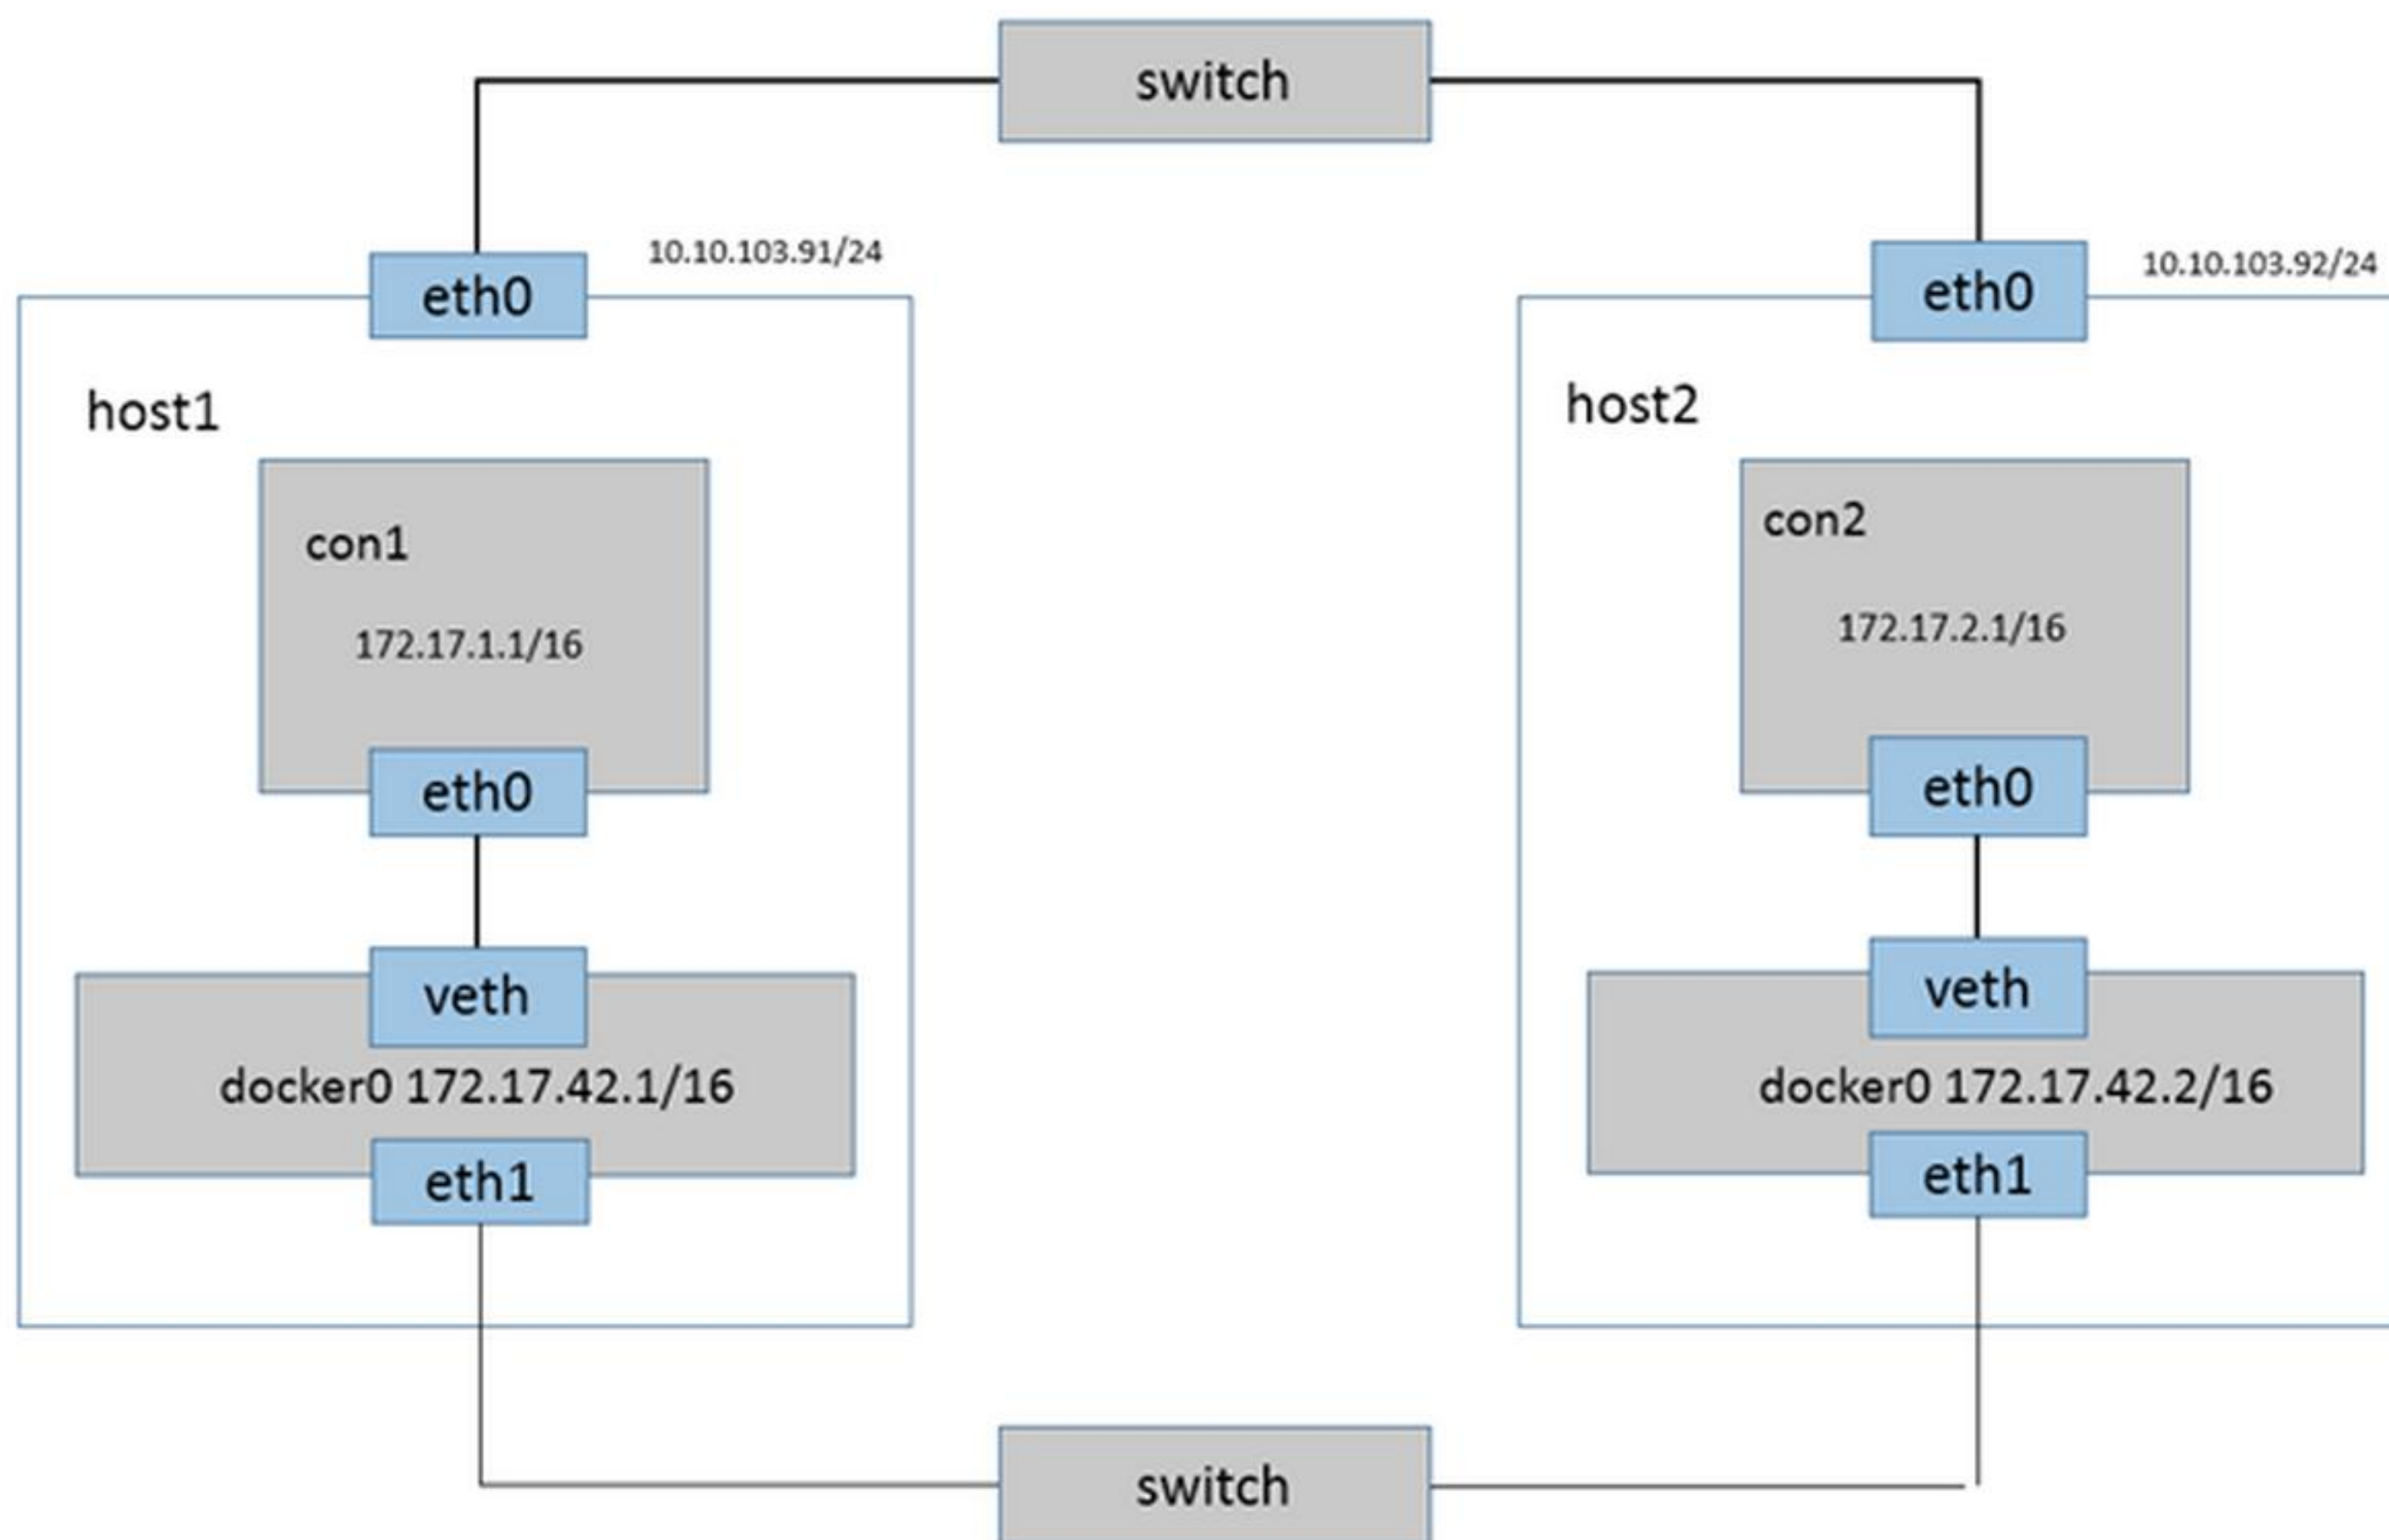 switch
10.10.103.91/24
eth0
host1
con1
172.17.1.1/16
eth0
veth
docker0 172.17.42.1/16
eth1
10.10.103.92/24
eth0
host2
con2
172.17.2.1/16
eth0
veth
docker0 172.17.42.2/16
eth1
switch